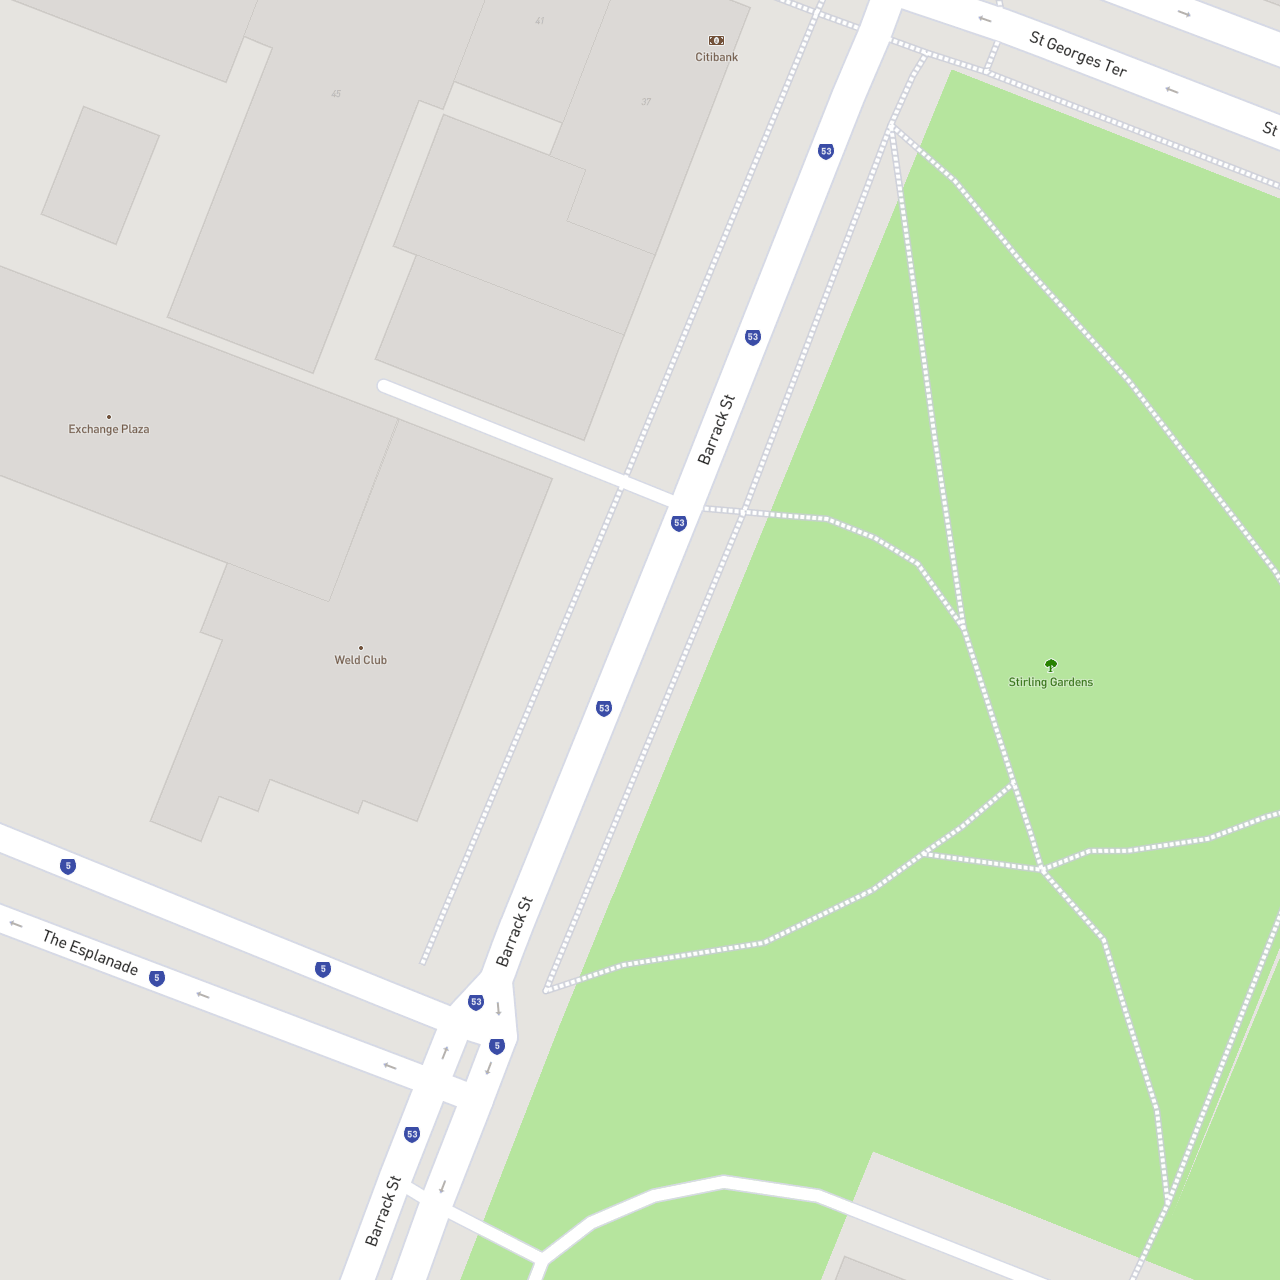 41
Citibank
St Georges Ter
45
37
St
53
53
Barrack St
Exchange Plaza
53
Weld Club
Stirling Gardens
53
5
Barrack St
The Esplanade
5
5
53
5
53
Barrack St